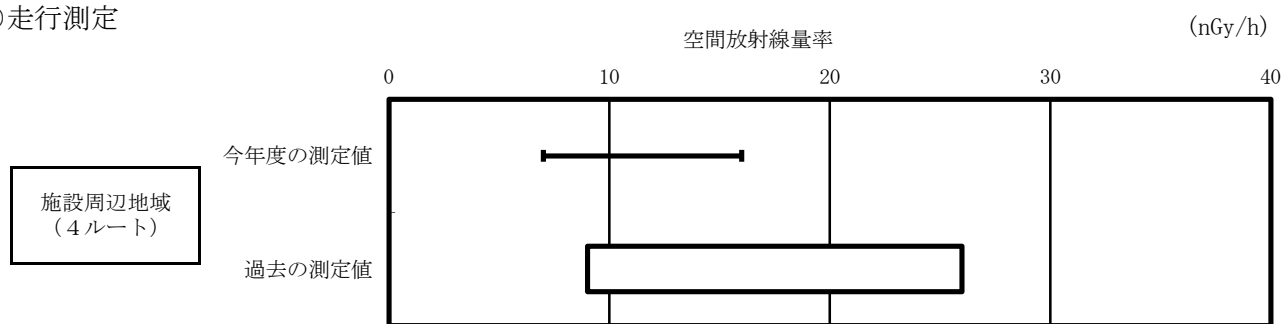 走行測定
(nGy/h)
空間放射線量率
0 10 20 30 40
今年度の測定値
施設周辺地域
（４ルート）
過去の測定値